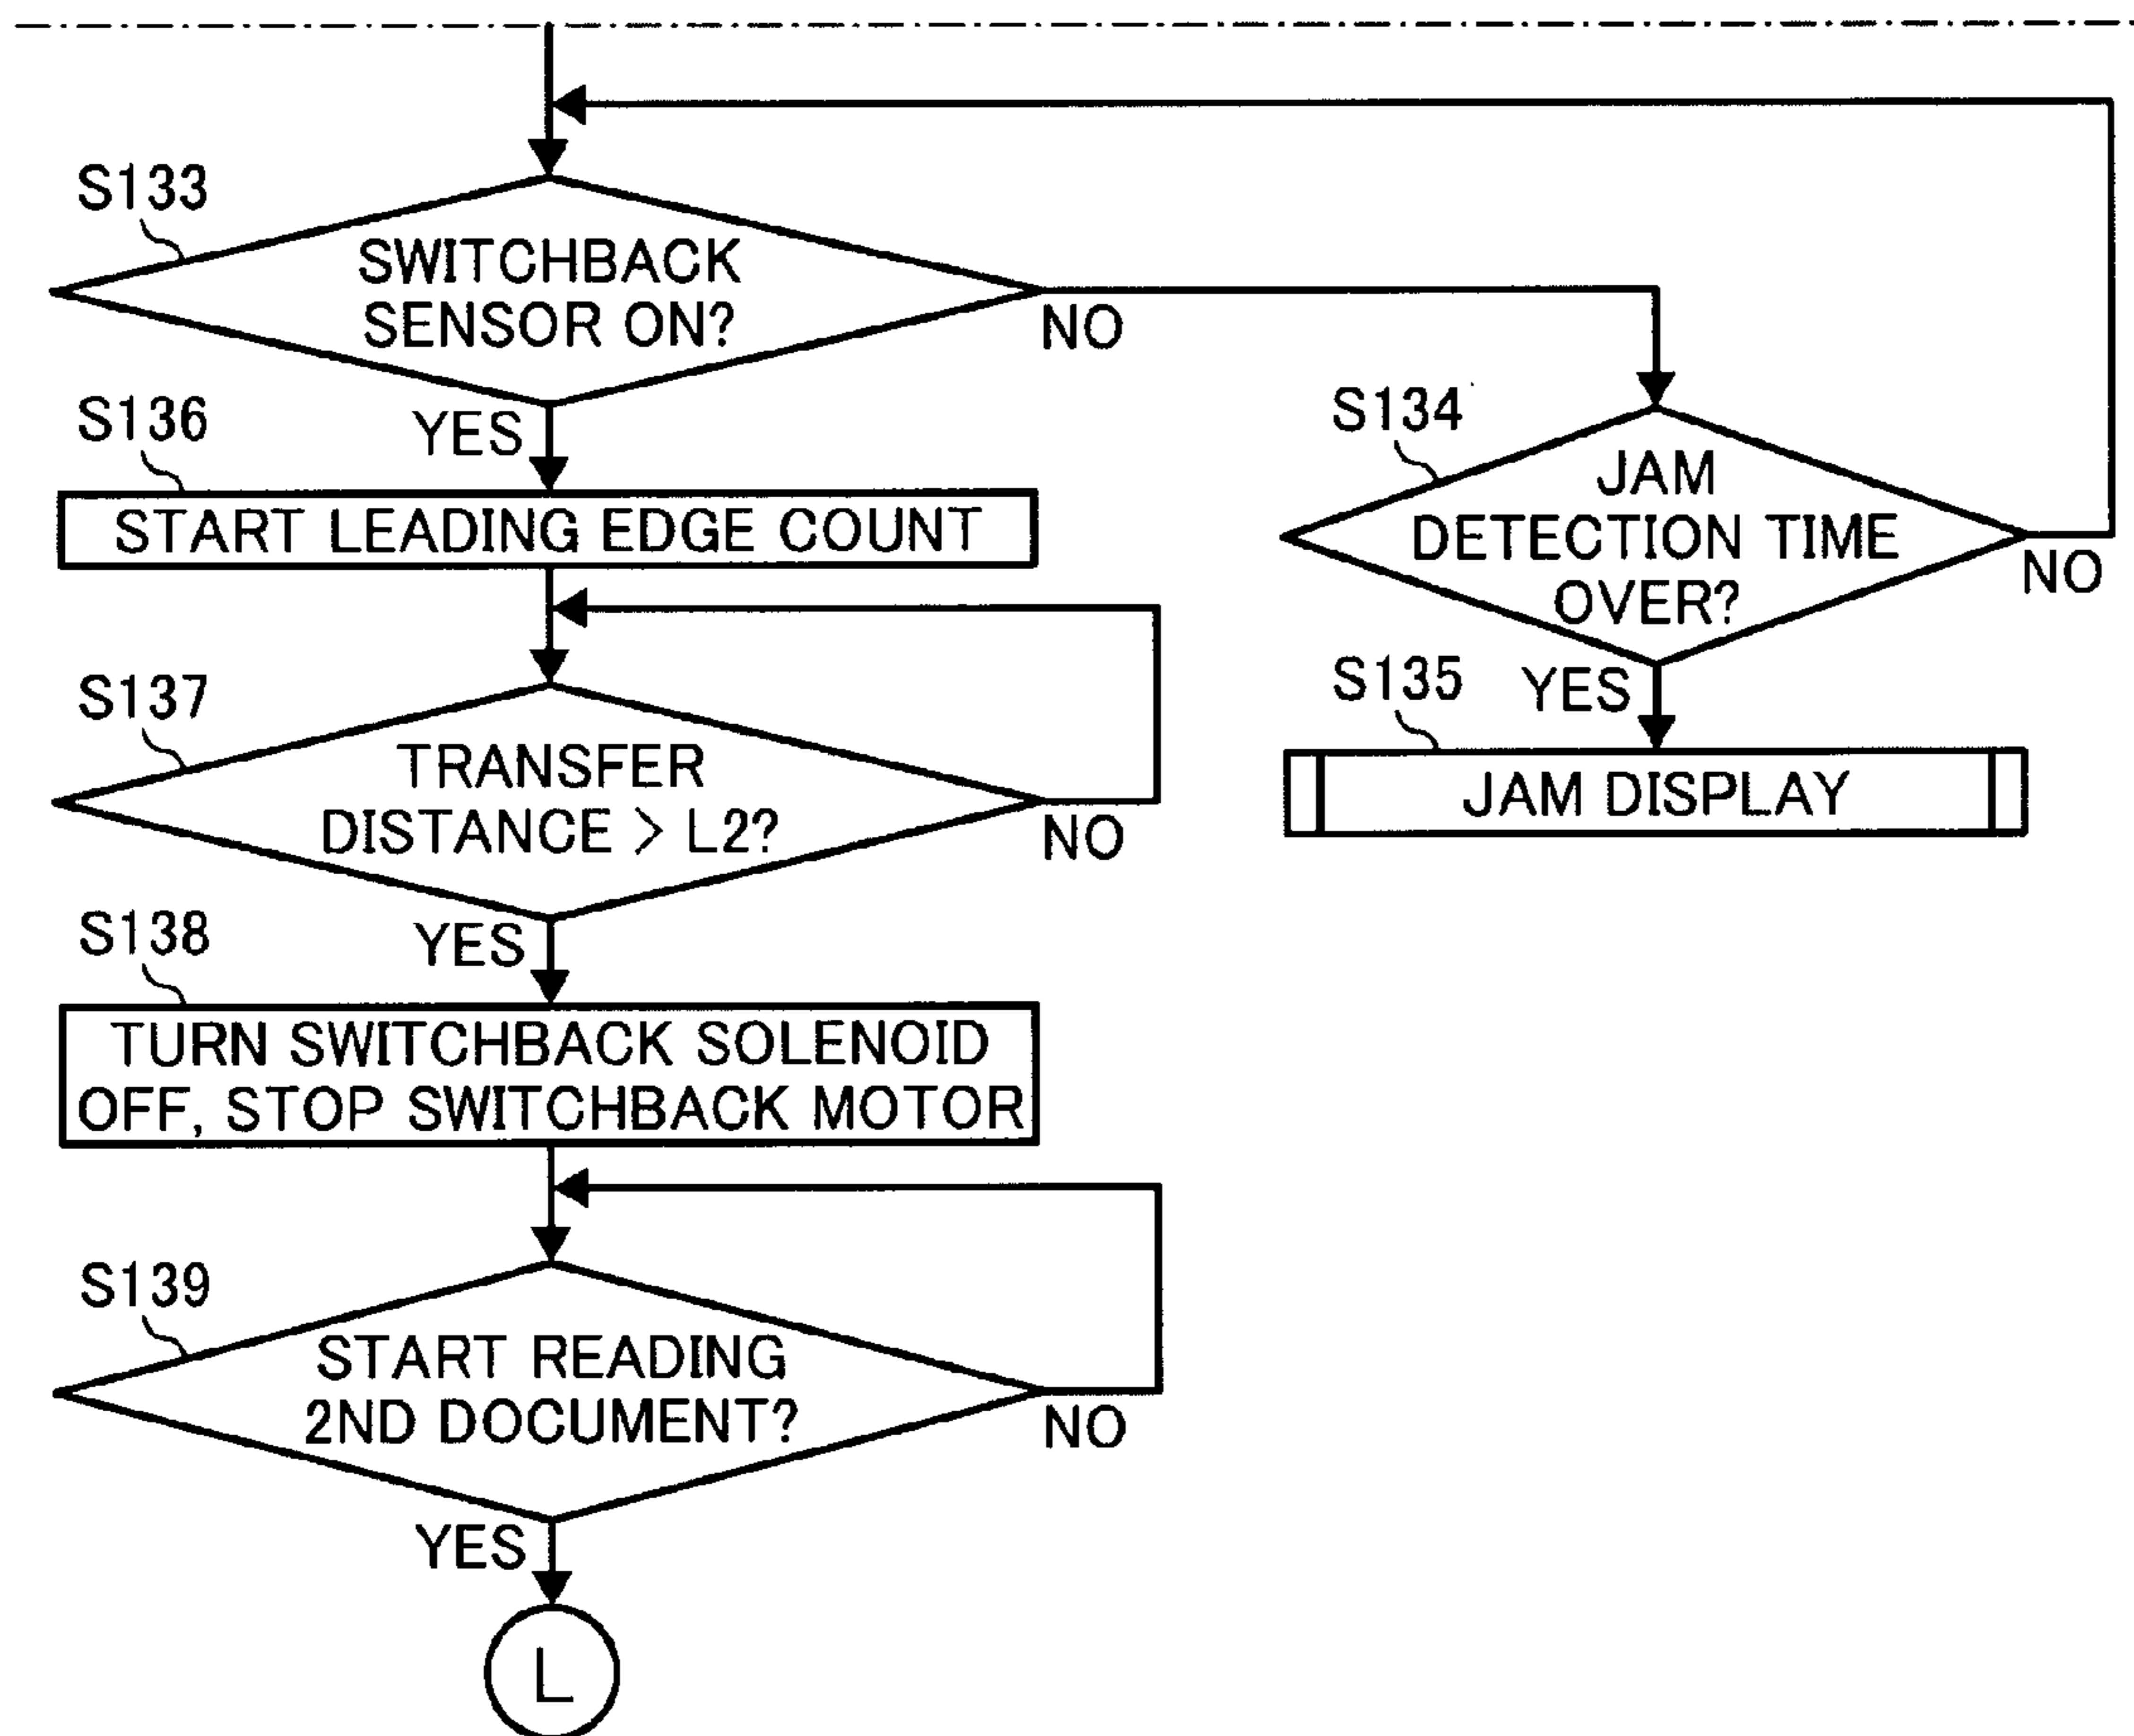 S133
SWITCHBACK
SENSOR ON?
NO
YES
S134
JAM
DETECTION TIME
OVER?
NO
YES
S135
JAM DISPLAY
S136
START LEADING EDGE COUNT
S137
TRANSFER
DISTANCE > L2?
NO
YES
S138
TURN SWITCHBACK SOLENOID
OFF, STOP SWITCHBACK MOTOR
S139
START READING
2ND DOCUMENT?
NO
YES
L